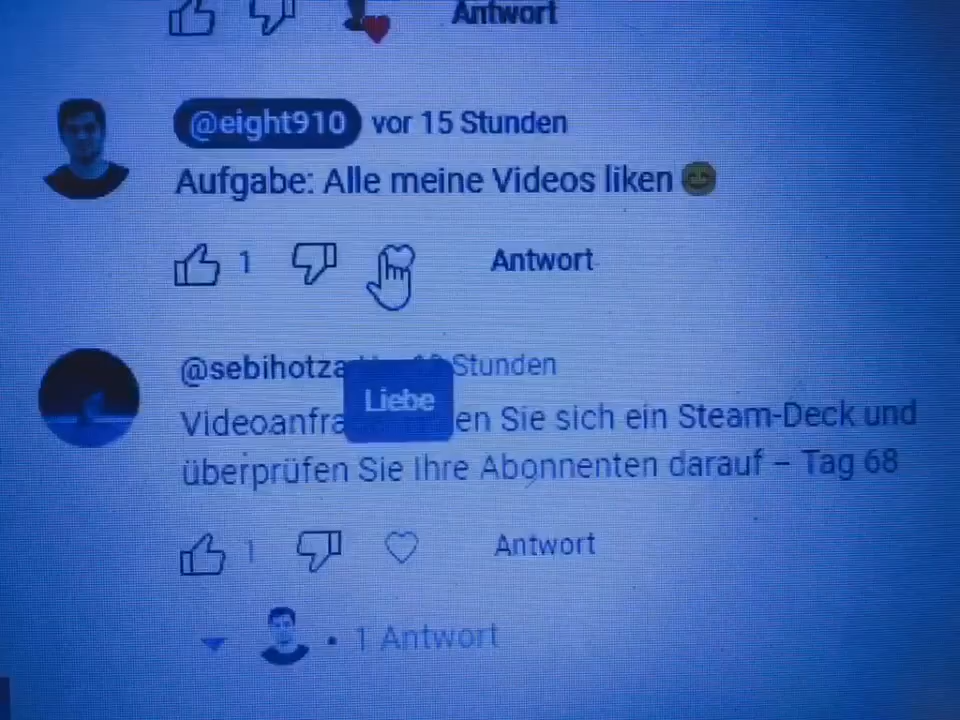 Antwort
@eight910 vor 15 Stunden
Aufgabe: Alle meine Videos liken
1 Antwort
@sebihotza Stunden
Liebe
Videoanfra en Sie sich ein Steam-Deck und
überprüfen Sie Ihre Abonnenten darauf – Tag 68
1 Antwort
1 Antwort